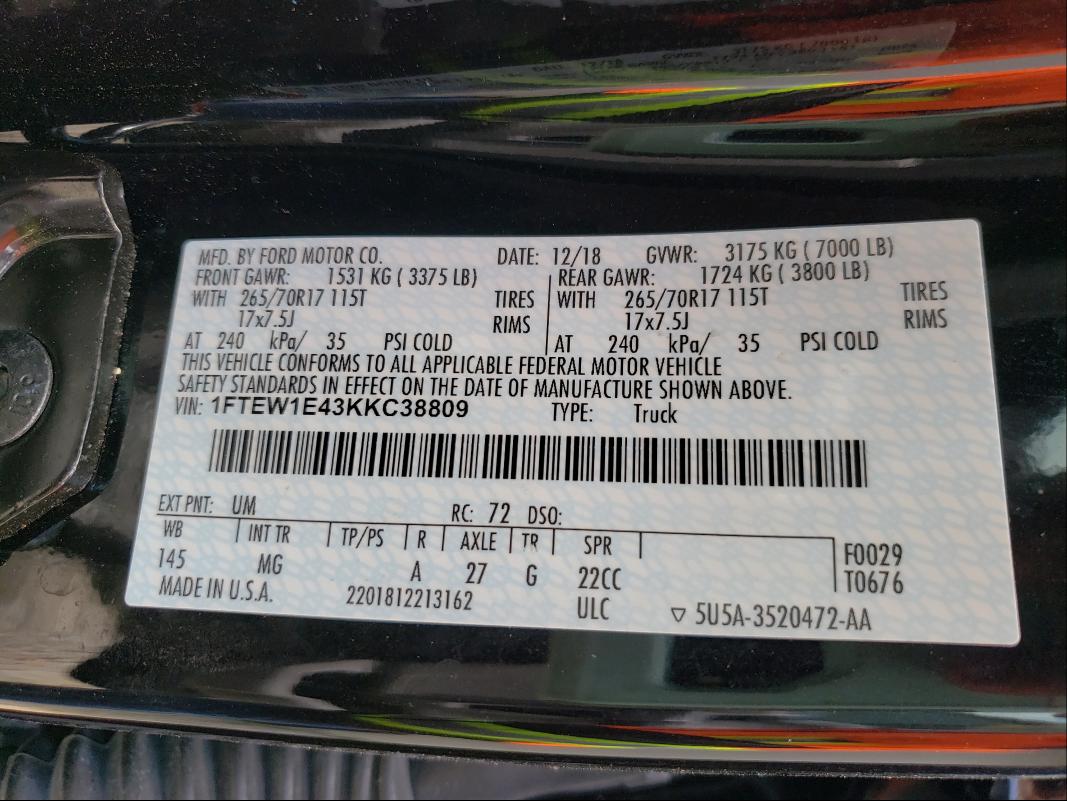 MFD. BY FORD MOTOR CO. DATE: 12/18 GVWR: 3175 KG ( 7000 LB)
FRONT GAWR: 1531 KG ( 3375 LB) REAR GAWR: 1724 KG ( 3800 LB)
WITH 265/70R17 115T TIRES WITH 265/70R17 115T TIRES
17x7.5J RIMS 17x7.5J RIMS
AT 240 kPa/ 35 PSI COLD AT 240 kPa/ 35 PSI COLD
THIS VEHICLE CONFORMS TO ALL APPLICABLE FEDERAL MOTOR VEHICLE
SAFETY STANDARDS IN EFFECT ON THE DATE OF MANUFACTURE SHOWN ABOVE.
VIN: 1FTEW1E43KKC38809 TYPE: Truck
EXT PNT: UM RC: 72 DSO:
WB INT TR TP/PS R AXLE TR SPR F0029
145 MG A 27 G 22CC T0676
MADE IN U.S.A. 2201812213162 ULC ▽ 5U5A-3520472-AA